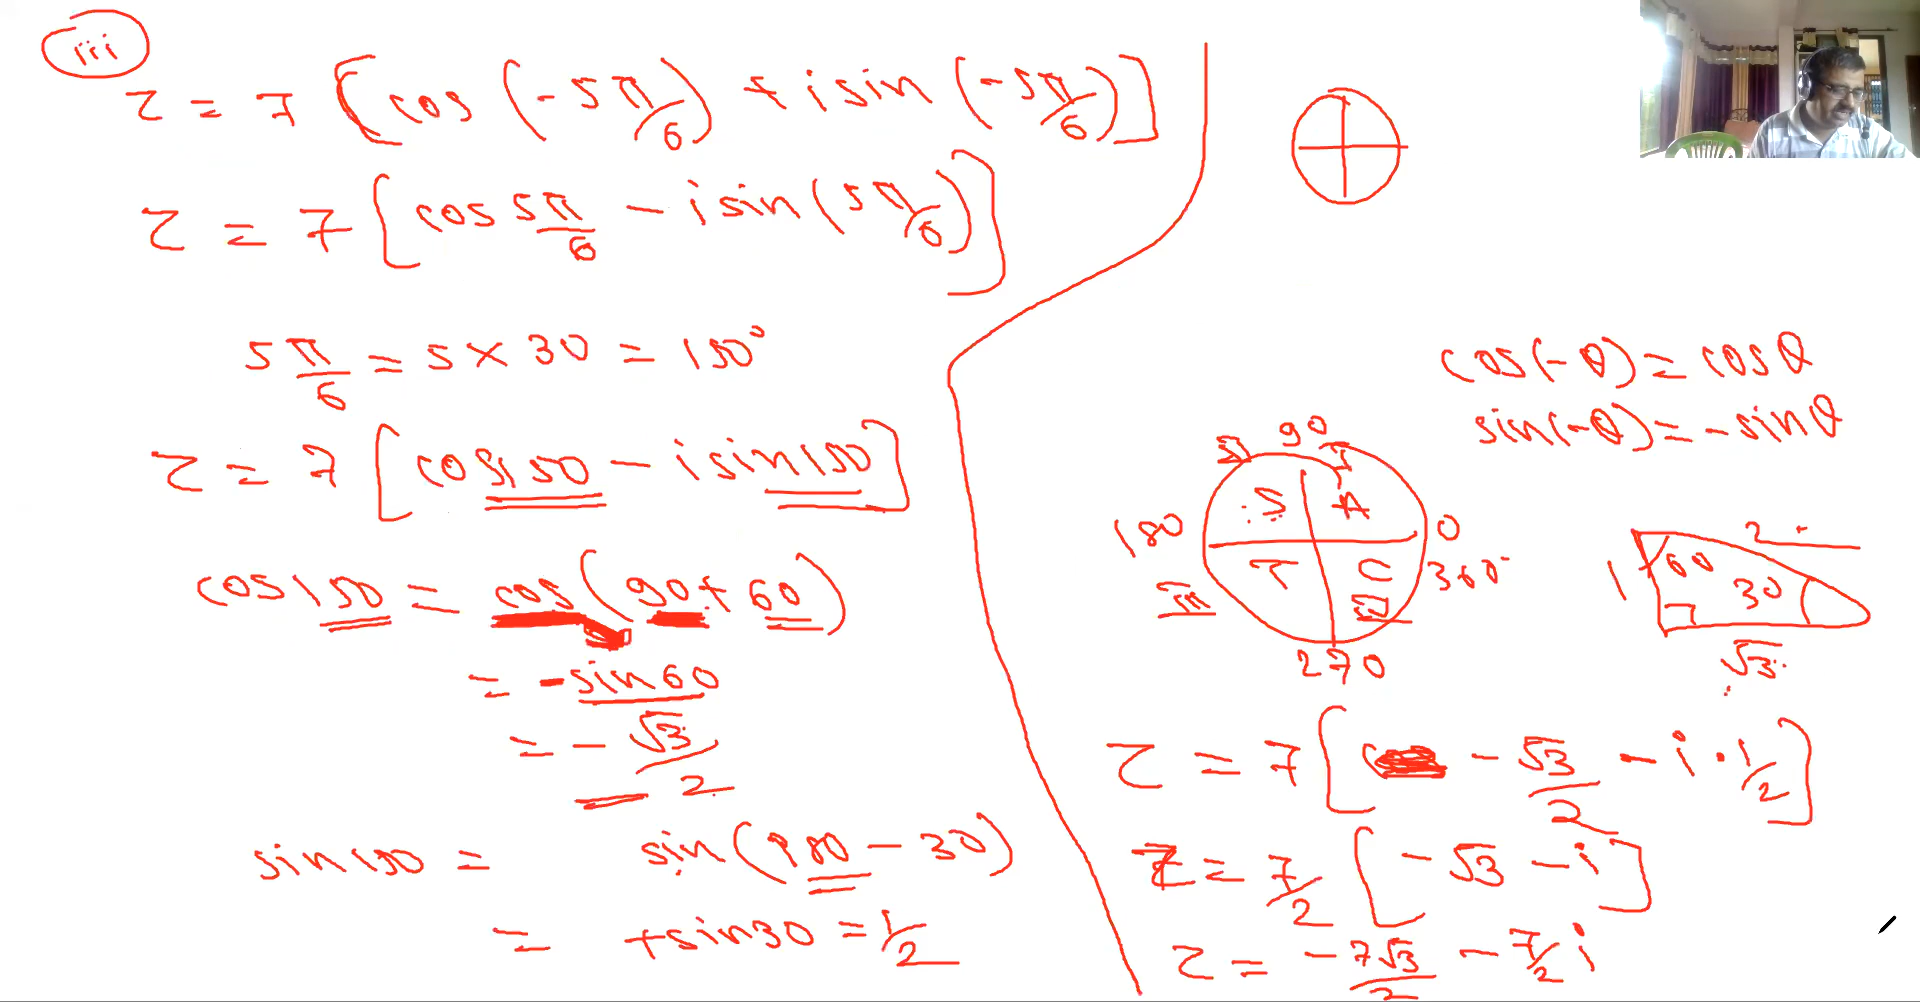 iii
z = 7 [cos (-5π/6) + i sin (-5π/6)]
z = 7 [cos 5π/6 - i sin (5π/6)]
5π/6 = 5 × 30 = 150°
z = 7 [cos 150 - i sin 150]
cos 150 = cos (90 + 60)
= - sin 60
= - √3/2
sin 150 = sin (180 - 30)
= + sin 30 = 1/2
cos(-θ) = cos θ
sin(-θ) = - sin θ
90
II I
S A
180 0
T C 360°
III IV
270
2
1 60 30
√3
z = 7 [ - √3/2 - i · 1/2]
z = 7/2 [ - √3 - i]
z = - 7√3/2 - 7/2 i